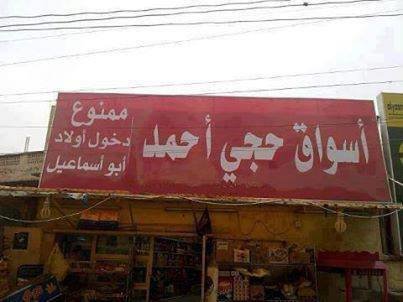 أسواق حجي أحمد
ممنوع
دخول أولاد
أبو أسماعيل